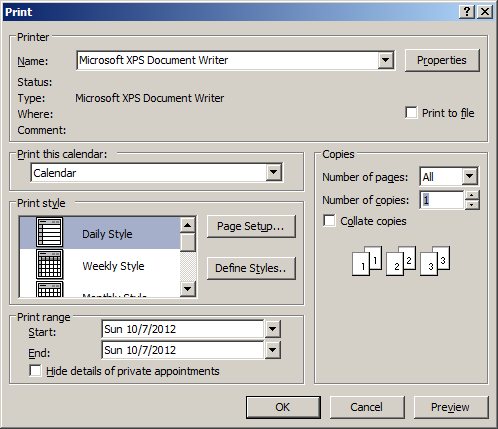 Print
Printer
Name: Microsoft XPS Document Writer Properties
Status:
Type: Microsoft XPS Document Writer
Where: Print to file
Comment:
Print this calendar:
Calendar
Print style
Daily Style
Weekly Style
Monthly Style
Page Setup...
Define Styles..
Print range
Start: Sun 10/7/2012
End: Sun 10/7/2012
Hide details of private appointments
Copies
Number of pages: All
Number of copies: 1
Collate copies
1 1 2 2 3 3
OK Cancel Preview